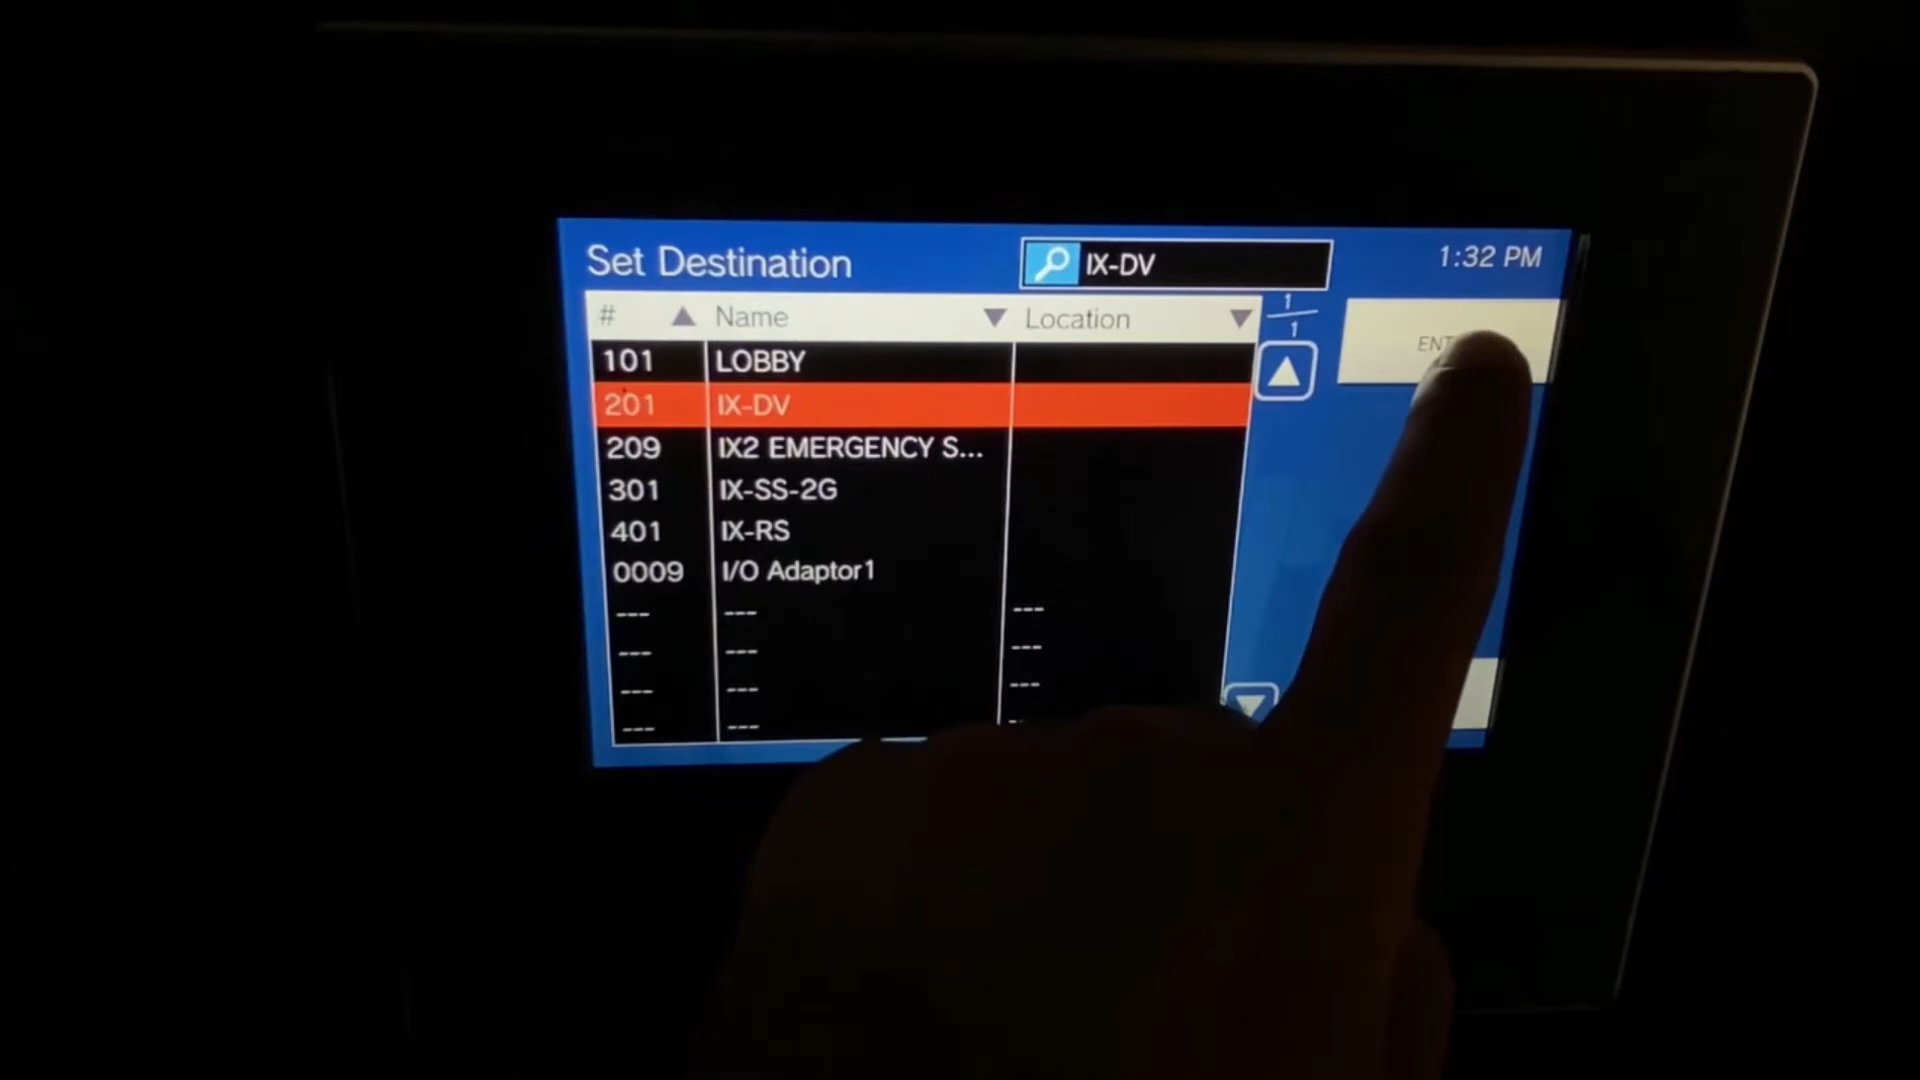 Set Destination
IX-DV
1:32 PM
# Name Location
1
1
101 LOBBY
201 IX-DV
209 IX2 EMERGENCY S...
301 IX-SS-2G
401 IX-RS
0009 I/O Adaptor1
--- --- ---
--- --- ---
--- --- ---
--- ---